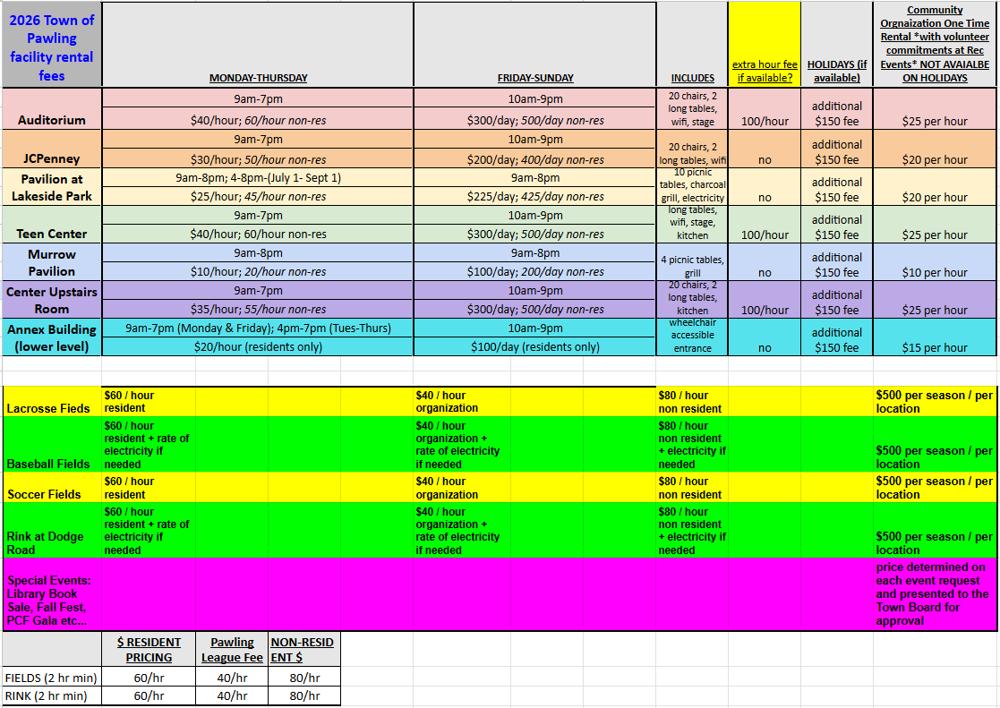 2026 Town of
Pawling
facility rental
fees
MONDAY-THURSDAY
FRIDAY-SUNDAY
INCLUDES
extra hour fee
if available?
HOLIDAYS (if
available)
Community
Orgnaization One Time
Rental *with volunteer
commitments at Rec
Events* NOT AVAIALBE
ON HOLIDAYS
Auditorium
9am-7pm
$40/hour; 60/hour non-res
10am-9pm
$300/day; 500/day non-res
20 chairs, 2
long tables,
wifi, stage
100/hour
additional
$150 fee
$25 per hour
JCPenney
9am-7pm
$30/hour; 50/hour non-res
10am-9pm
$200/day; 400/day non-res
20 chairs, 2
long tables, wifi
no
additional
$150 fee
$20 per hour
Pavilion at
Lakeside Park
9am-8pm; 4-8pm-(July 1- Sept 1)
$25/hour; 45/hour non-res
9am-8pm
$225/day; 425/day non-res
10 picnic
tables, charcoal
grill, electricity
no
additional
$150 fee
$20 per hour
Teen Center
9am-7pm
$40/hour; 60/hour non-res
10am-9pm
$300/day; 500/day non-res
long tables,
wifi, stage,
kitchen
100/hour
additional
$150 fee
$25 per hour
Murrow
Pavilion
9am-8pm
$10/hour; 20/hour non-res
9am-8pm
$100/day; 200/day non-res
4 picnic tables,
grill
no
additional
$150 fee
$10 per hour
Center Upstairs
Room
9am-7pm
$35/hour; 55/hour non-res
10am-9pm
$300/day; 500/day non-res
20 chairs, 2
long tables,
kitchen
100/hour
additional
$150 fee
$25 per hour
Annex Building
(lower level)
9am-7pm (Monday & Friday); 4pm-7pm (Tues-Thurs)
$20/hour (residents only)
10am-9pm
$100/day (residents only)
wheelchair
accessible
entrance
no
additional
$150 fee
$15 per hour
Lacrosse Fieds
$60 / hour
resident
$40 / hour
organization
$80 / hour
non resident
$500 per season / per
location
Baseball Fields
$60 / hour
resident + rate of
electricity if
needed
$40 / hour
organization +
rate of electricity
if needed
$80 / hour
non resident
+ electricity if
needed
$500 per season / per
location
Soccer Fields
$60 / hour
resident
$40 / hour
organization
$80 / hour
non resident
$500 per season / per
location
Rink at Dodge
Road
$60 / hour
resident + rate of
electricity if
needed
$40 / hour
organization +
rate of electricity
if needed
$80 / hour
non resident
+ electricity if
needed
$500 per season / per
location
Special Events:
Library Book
Sale, Fall Fest,
PCF Gala etc...
price determined on
each event request
and presented to the
Town Board for
approval
$ RESIDENT
PRICING
Pawling
League Fee
NON-RESID
ENT $
FIELDS (2 hr min)
60/hr
40/hr
80/hr
RINK (2 hr min)
60/hr
40/hr
80/hr